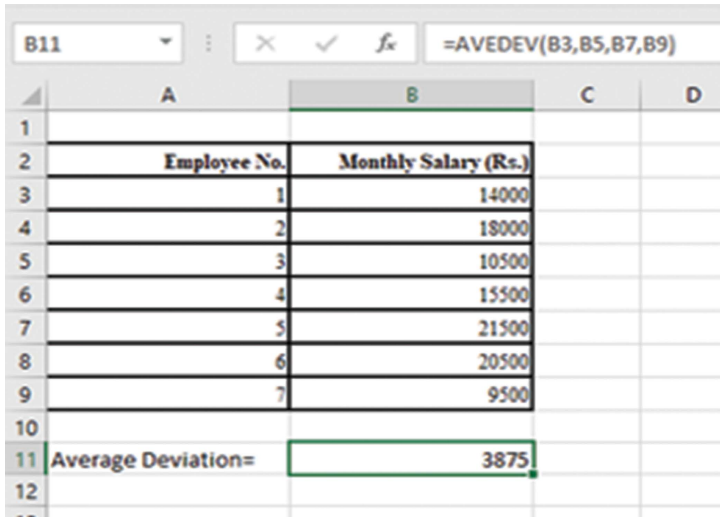 B11 fx =AVEDEV(B3,B5,B7,B9)
A B C D
1
2 Employee No. Monthly Salary (Rs.)
3 1 14000
4 2 18000
5 3 10500
6 4 15500
7 5 21500
8 6 20500
9 7 9500
10
11 Average Deviation= 3875
12